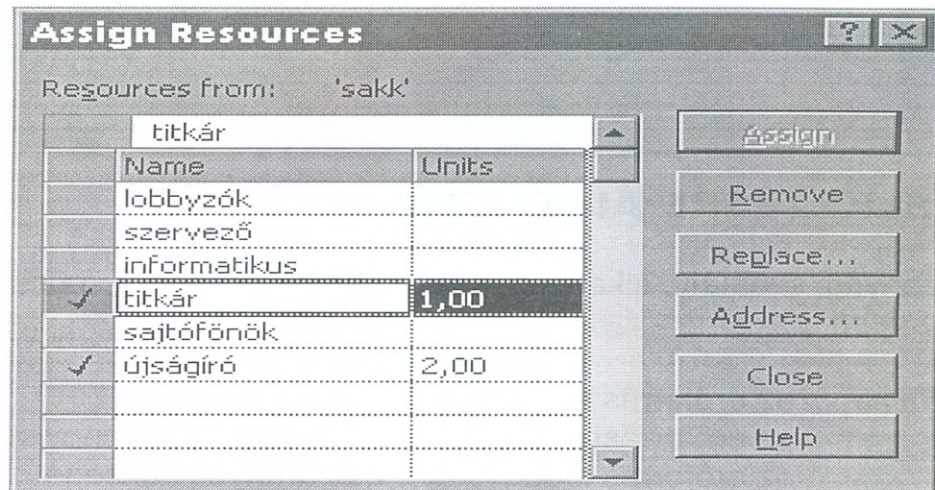 Assign Resources
Resources from: 'sakk'
titkár
Name Units
lobbyzók
szervező
informatikus
titkár 1,00
sajtófönök
újságíró 2,00
Assign
Remove
Replace...
Address...
Close
Help